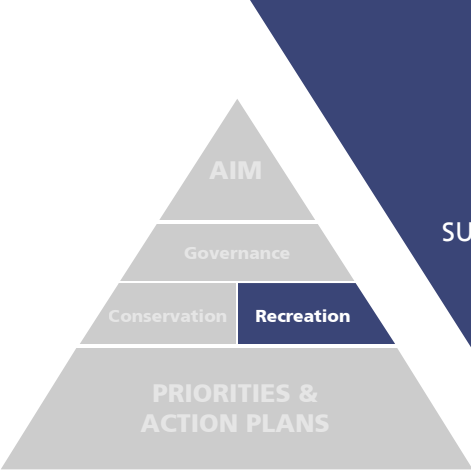 AIM
SU
Governance
Conservation Recreation
PRIORITIES &
ACTION PLANS